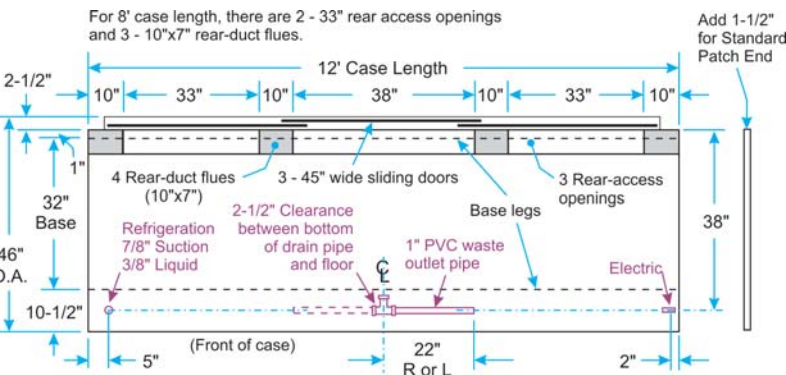 For 8' case length, there are 2 - 33" rear access openings
and 3 - 10"x7" rear-duct flues.
Add 1-1/2"
for Standard
Patch End
12' Case Length
2-1/2"
10"
33"
10"
38"
10"
33"
10"
1"
4 Rear-duct flues
(10"x7")
3 - 45" wide sliding doors
3 Rear-access
openings
32"
Base
38"
46"
O.A.
Refrigeration
7/8" Suction
3/8" Liquid
2-1/2" Clearance
between bottom
of drain pipe
and floor
Base legs
1" PVC waste
outlet pipe
Electric
CL
10-1/2"
(Front of case)
5"
22"
R or L
2"